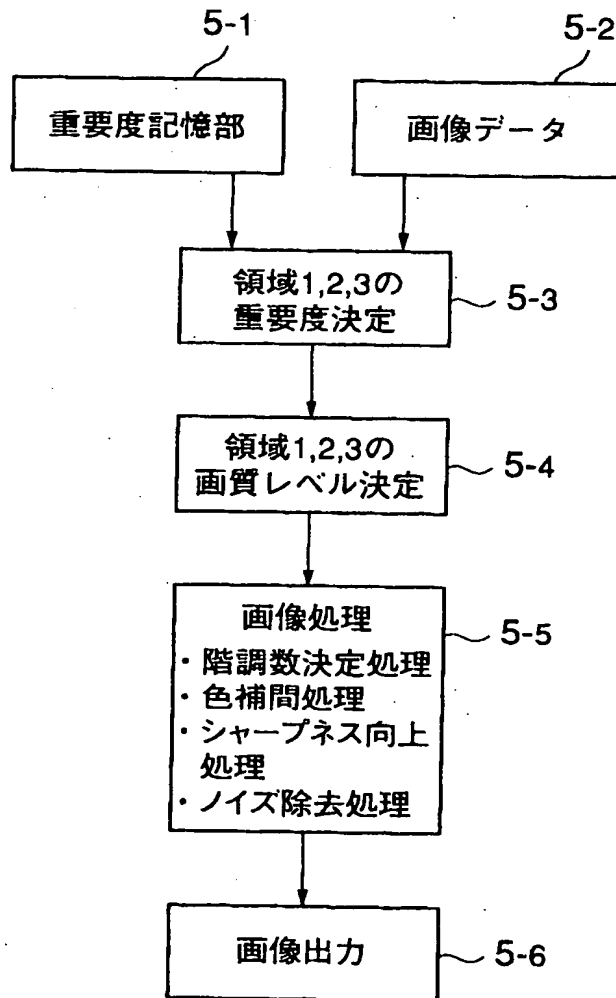 5-1
5-2
重要度記憶部
画像データ
領域1,2,3の
重要度決定
5-3
領域1,2,3の
画質レベル決定
5-4
画像処理
・階調数決定処理
・色補間処理
・シャープネス向上
処理
・ノイズ除去処理
5-5
画像出力
5-6